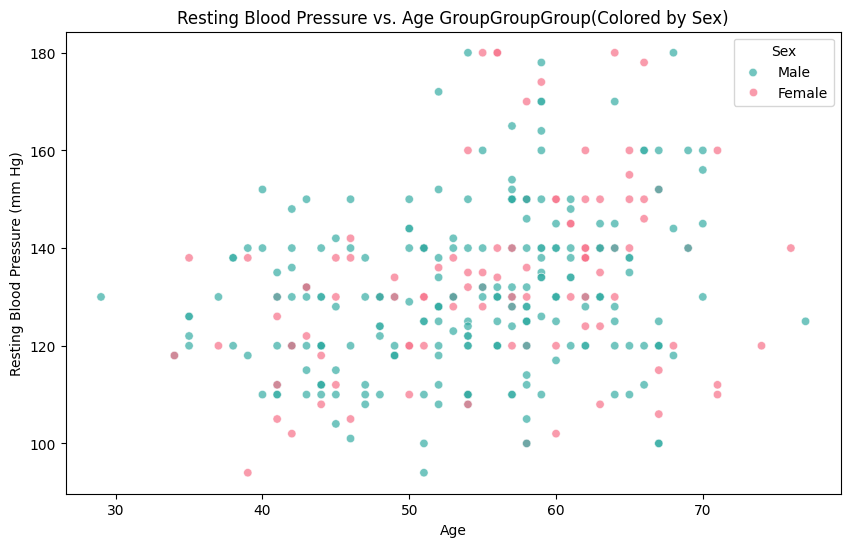 Resting Blood Pressure vs. Age GroupGroupGroup(Colored by Sex)
Resting Blood Pressure (mm Hg)
180
160
140
120
100
Sex
Male
Female
30
40
50
60
70
Age